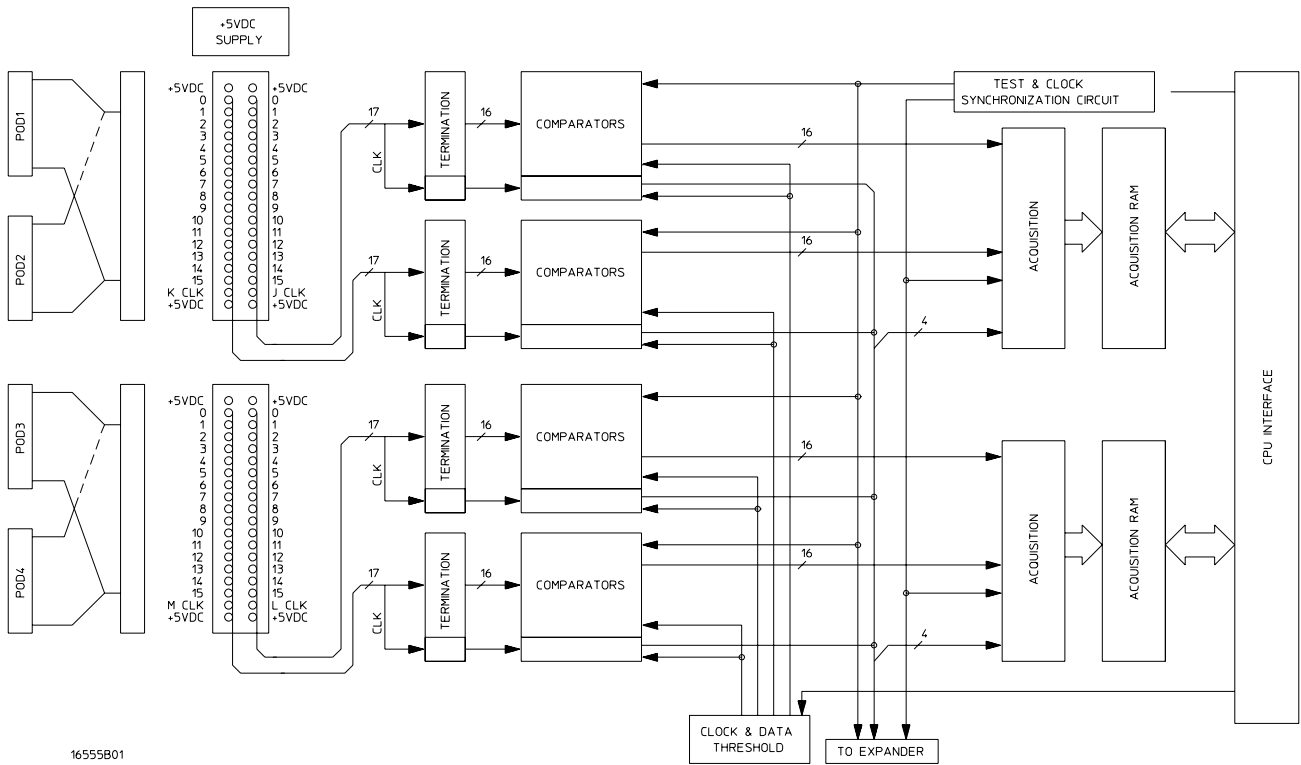 +5VDC
SUPPLY
POD1
POD2
+5VDC +5VDC
0 0
1 1
2 2
3 3
4 4
5 5
6 6
7 7
8 8
9 9
10 10
11 11
12 12
13 13
14 14
15 15
K CLK J CLK
+5VDC +5VDC
17
CLK
TERMINATION
16
COMPARATORS
16
17
CLK
TERMINATION
16
COMPARATORS
16
4
TEST & CLOCK
SYNCHRONIZATION CIRCUIT
ACQUISITION
ACQUISITION RAM
CPU INTERFACE
POD3
POD4
+5VDC +5VDC
0 0
1 1
2 2
3 3
4 4
5 5
6 6
7 7
8 8
9 9
10 10
11 11
12 12
13 13
14 14
15 15
M CLK L CLK
+5VDC +5VDC
17
CLK
TERMINATION
16
COMPARATORS
16
17
CLK
TERMINATION
16
COMPARATORS
16
4
ACQUISITION
ACQUISITION RAM
CLOCK & DATA
THRESHOLD
TO EXPANDER
16555B01